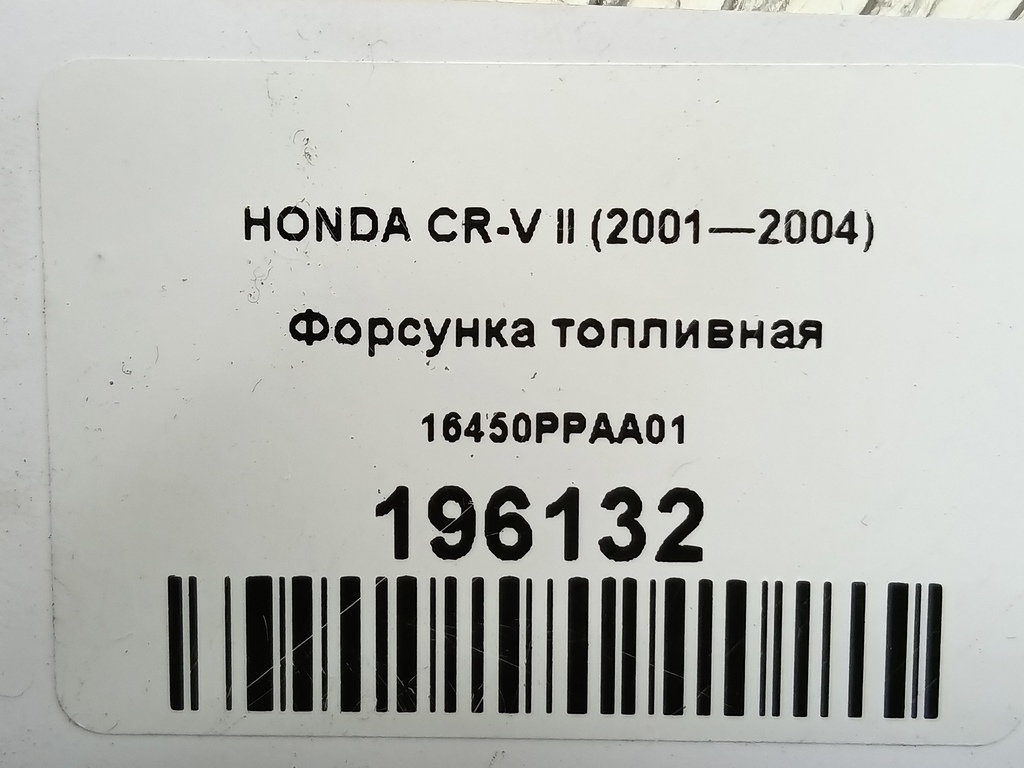 HONDA CR-V II (2001—2004)
Форсунка топливная
16450PPAA01
196132